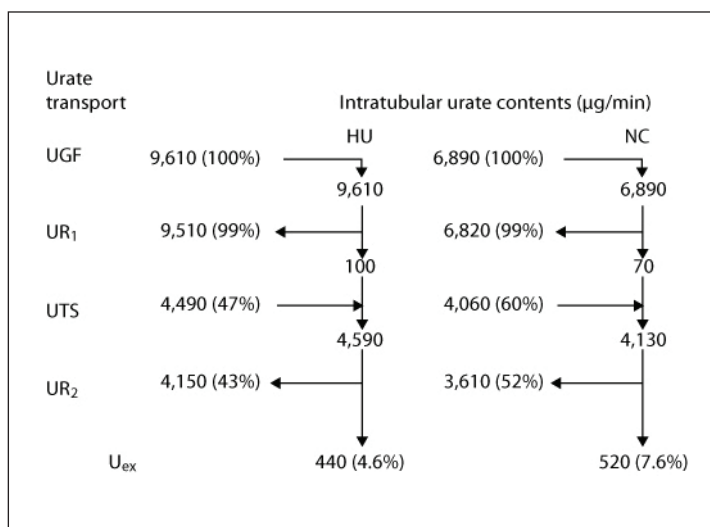 Urate
transport
Intratubular urate contents (µg/min)
HU
NC
UGF 9,610 (100%) 6,890 (100%)
9,610 6,890
UR1 9,510 (99%) 6,820 (99%)
100 70
UTS 4,490 (47%) 4,060 (60%)
4,590 4,130
UR2 4,150 (43%) 3,610 (52%)
Uex 440 (4.6%) 520 (7.6%)